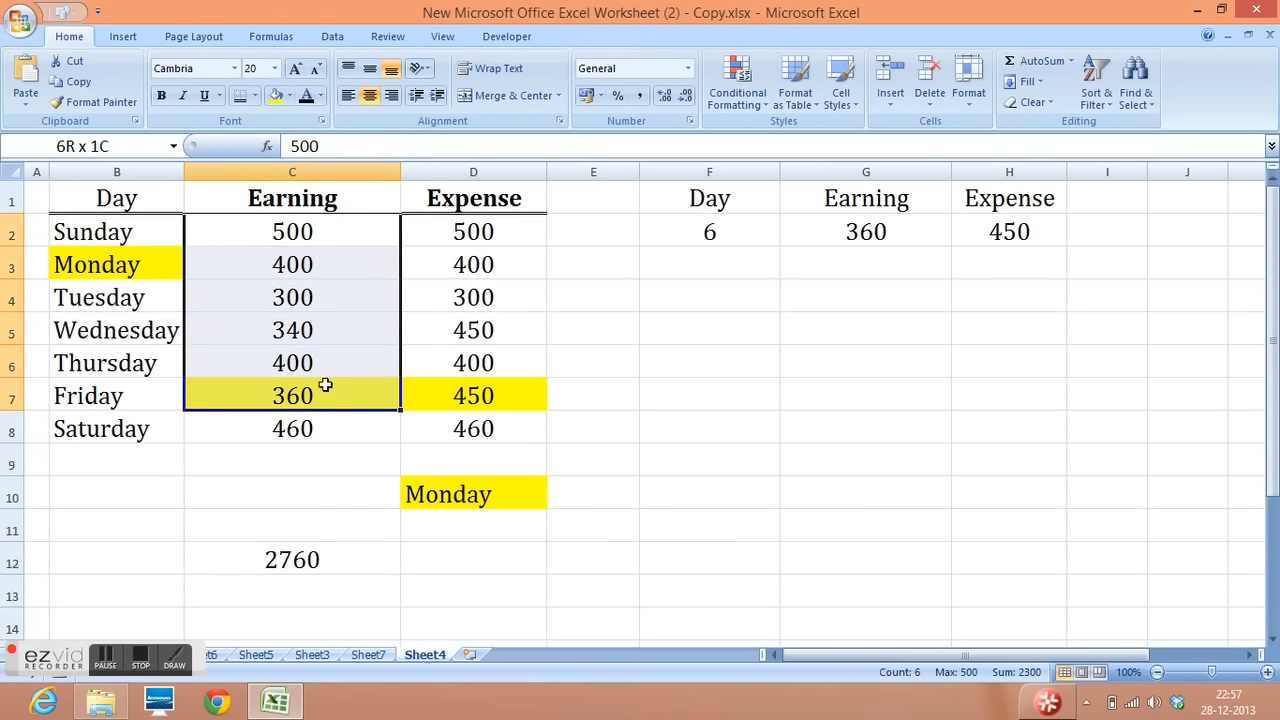 New Microsoft Office Excel Worksheet (2) - Copy.xlsx - Microsoft Excel
Home Insert Page Layout Formulas Data Review View Developer
Paste Cut Copy Format Painter Clipboard
Cambria 20 A A B I U A Font
Wrap Text Merge & Center Alignment
General % , .0 .00 .00 .0 Number
Conditional Formatting Format as Table Cell Styles Styles
Insert Delete Format Cells
Σ AutoSum Fill Clear Sort & Filter Find & Select Editing
6R x 1C fx 500
A B C D E F G H I J
1 Day Earning Expense Day Earning Expense
2 Sunday 500 500 6 360 450
3 Monday 400 400
4 Tuesday 300 300
5 Wednesday 340 450
6 Thursday 400 400
7 Friday 360 450
8 Saturday 460 460
9
10 Monday
11
12 2760
13
14
ezvid RECORDER PAUSE STOP DRAW
Sheet5 Sheet3 Sheet7 Sheet4
Count: 6 Max: 500 Sum: 2300 100%
Lenovo
22:57
28-12-2013